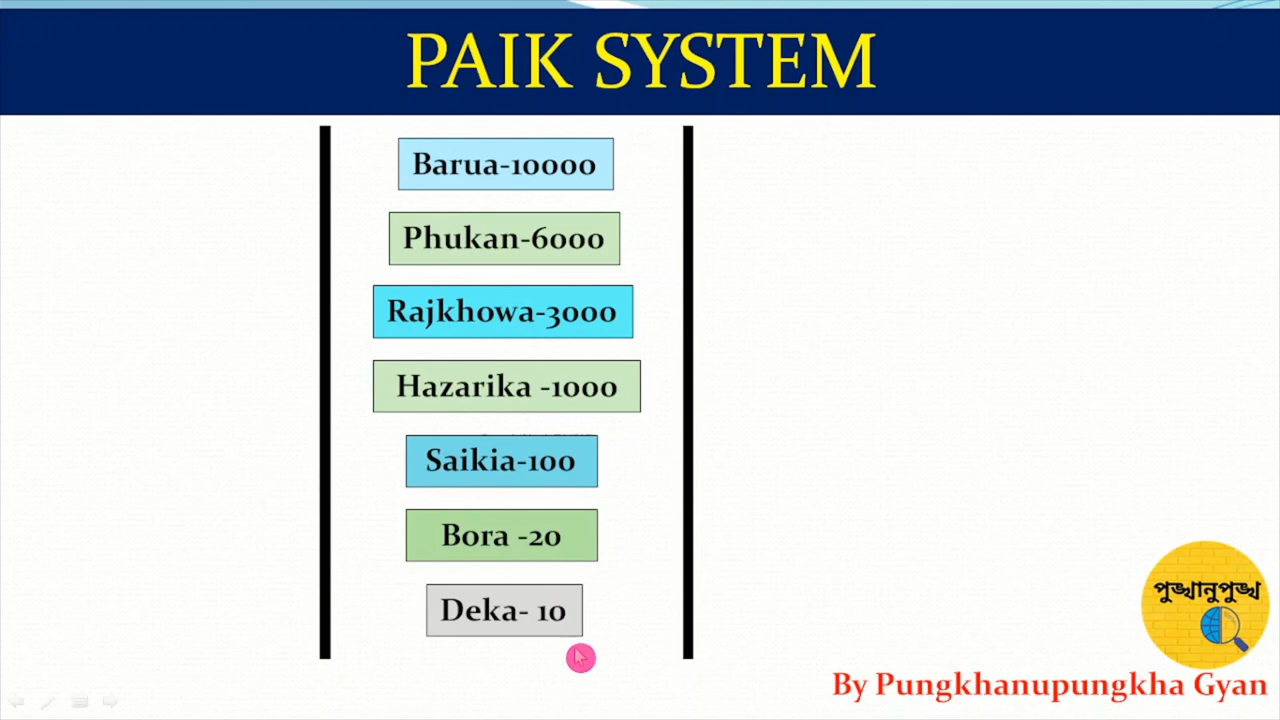 PAIK SYSTEM
Barua-10000
Phukan-6000
Rajkhowa-3000
Hazarika -1000
Saikia-100
Bora -20
Deka- 10
পুঙ্খানুপুঙ্খ
By Pungkhanupungkha Gyan